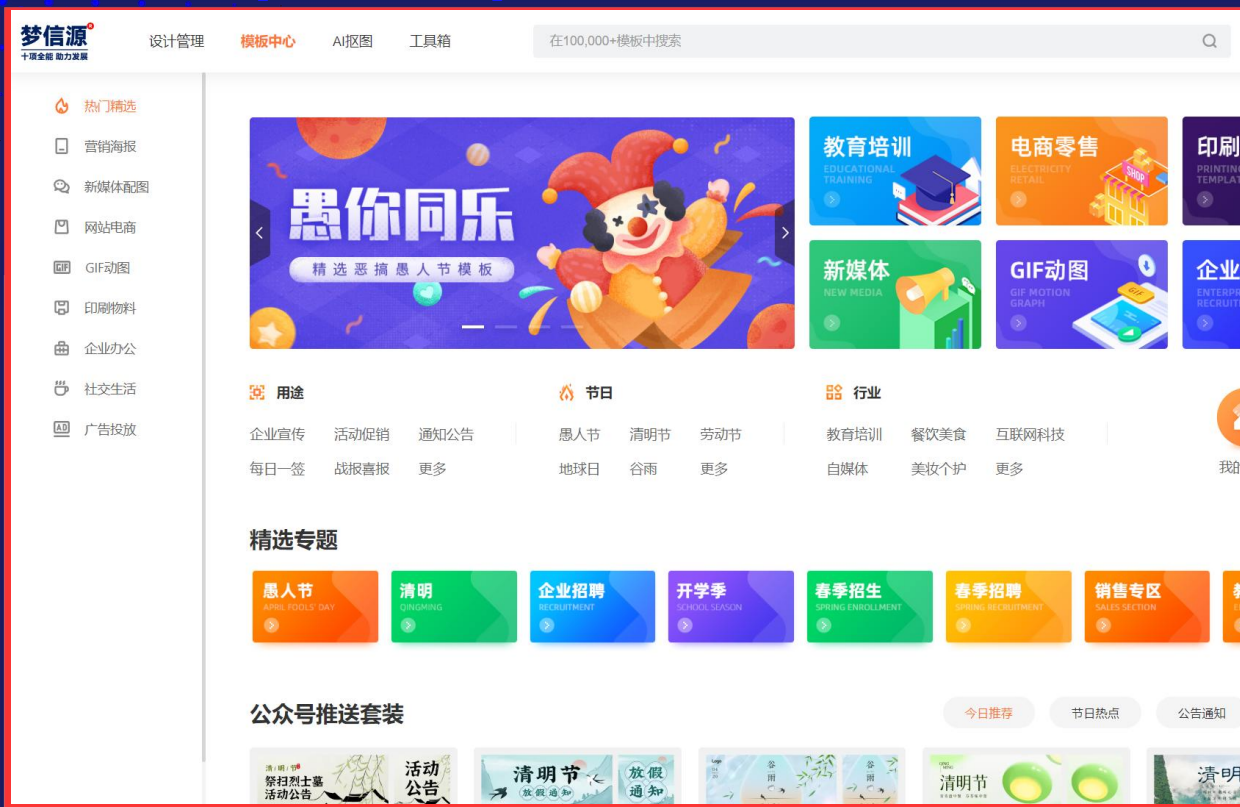 梦信源
十项全能 助力发展
设计管理 模板中心 AI抠图 工具箱
在100,000+模板中搜索
热门精选
营销海报
新媒体配图
网站电商
GIF动图
印刷物料
企业办公
社交生活
广告投放
愚你同乐
精选恶搞愚人节模板
教育培训
EDUCATIONAL
TRAINING
电商零售
ELECTRICITY
RETAIL
SHOP
印刷
PRINTING
TEMPLAT
新媒体
NEW MEDIA
GIF动图
GIF MOTION
GRAPH
GIF
企业
ENTERPR
RECRUIT
用途
企业宣传 活动促销 通知公告
每日一签 战报喜报 更多
节日
愚人节 清明节 劳动节
地球日 谷雨 更多
行业
教育培训 餐饮美食 互联网科技
自媒体 美妆个护 更多
我的
精选专题
愚人节
APRIL FOOLS' DAY
清明
QINGMING
企业招聘
RECRUITMENT
开学季
SCHOOL SEASON
春季招生
SPRING ENROLLMENT
春季招聘
SPRING RECRUITMENT
销售专区
SALES SECTION
公众号推送套装
今日推荐 节日热点 公告通知
清明节
祭扫烈士墓
活动公告
活动
公告
清明节
放假通知
放假
通知
谷雨
谷雨
清明节
清明